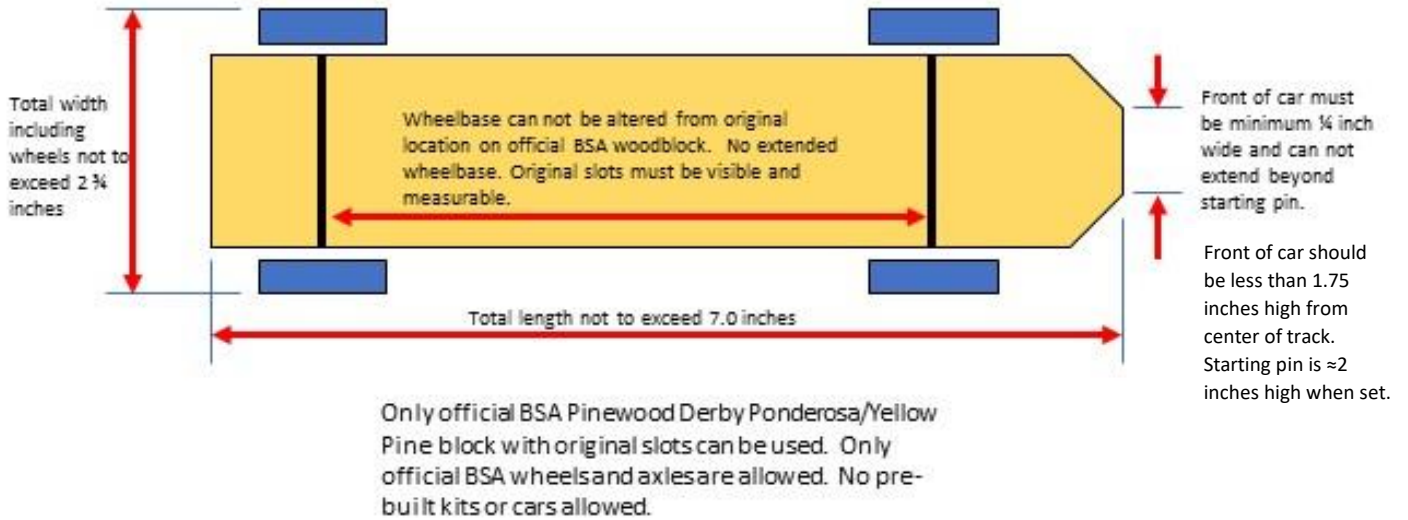 Total width
including
wheels not to
exceed 2 ¾
inches
Wheelbase can not be altered from original
location on official BSA woodblock. No extended
wheelbase. Original slots must be visible and
measurable.
Total length not to exceed 7.0 inches
Front of car must
be minimum ¼ inch
wide and can not
extend beyond
starting pin.
Front of car should
be less than 1.75
inches high from
center of track.
Starting pin is ≈2
inches high when set.
Only official BSA Pinewood Derby Ponderosa/Yellow
Pine block with original slots can be used. Only
official BSA wheels and axles are allowed. No pre-
built kits or cars allowed.